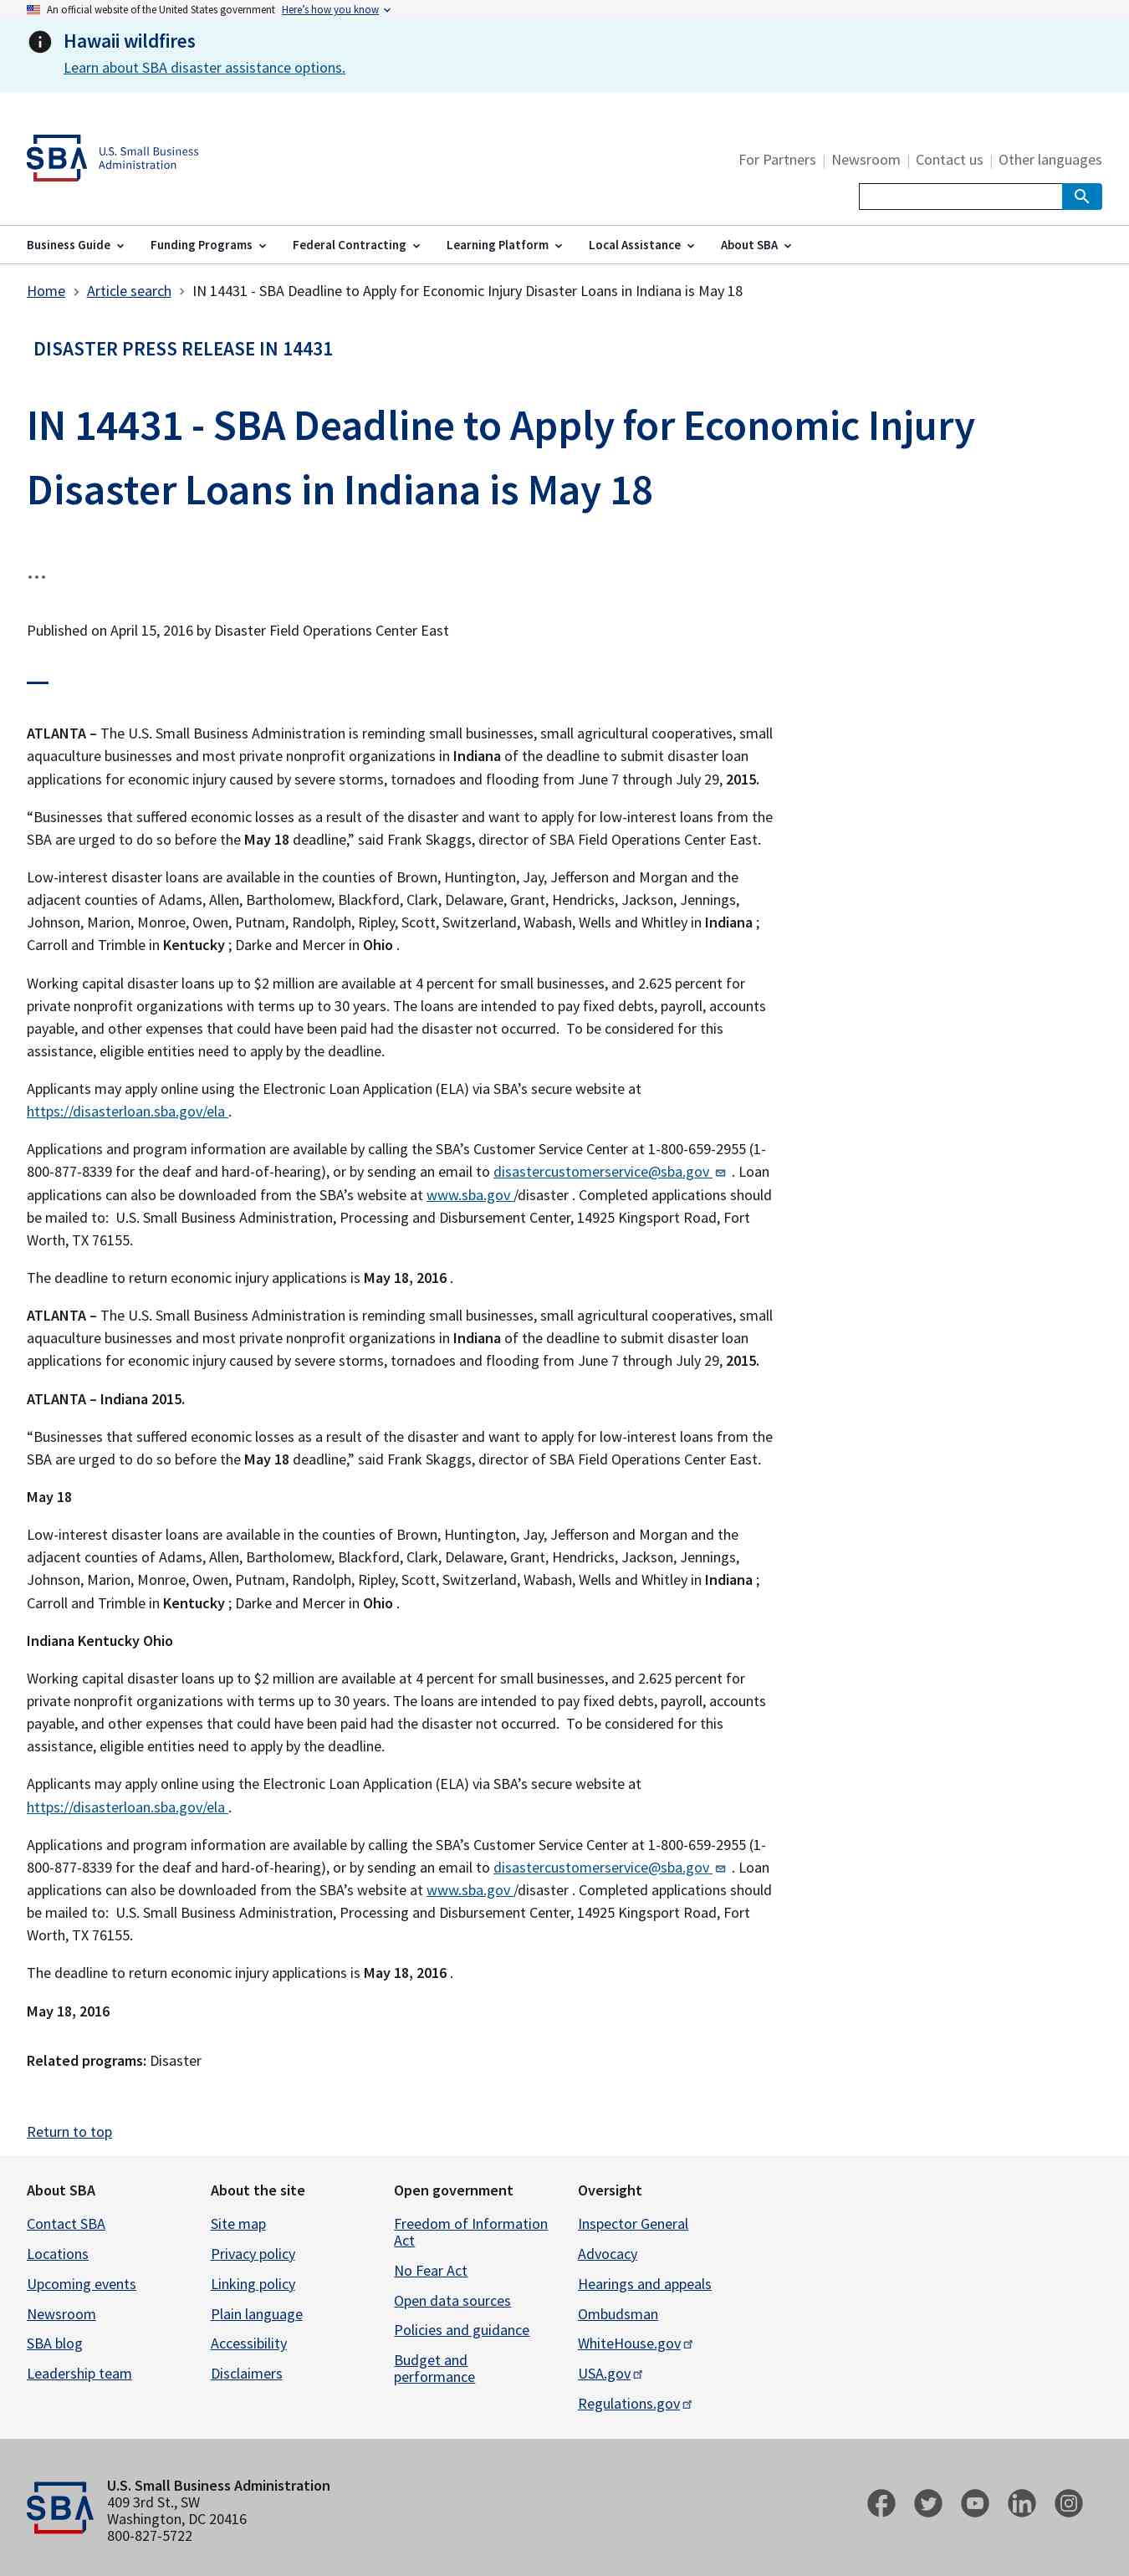 An official website of the United States government Here’s how you know
Hawaii wildfires
Learn about SBA disaster assistance options.
SBA U.S. Small Business
Administration
For Partners | Newsroom | Contact us | Other languages
Business Guide Funding Programs Federal Contracting Learning Platform Local Assistance About SBA
Home Article search IN 14431 - SBA Deadline to Apply for Economic Injury Disaster Loans in Indiana is May 18
DISASTER PRESS RELEASE IN 14431
IN 14431 - SBA Deadline to Apply for Economic Injury
Disaster Loans in Indiana is May 18
...
Published on April 15, 2016 by Disaster Field Operations Center East
ATLANTA – The U.S. Small Business Administration is reminding small businesses, small agricultural cooperatives, small
aquaculture businesses and most private nonprofit organizations in Indiana of the deadline to submit disaster loan
applications for economic injury caused by severe storms, tornadoes and flooding from June 7 through July 29, 2015.
“Businesses that suffered economic losses as a result of the disaster and want to apply for low-interest loans from the
SBA are urged to do so before the May 18 deadline,” said Frank Skaggs, director of SBA Field Operations Center East.
Low-interest disaster loans are available in the counties of Brown, Huntington, Jay, Jefferson and Morgan and the
adjacent counties of Adams, Allen, Bartholomew, Blackford, Clark, Delaware, Grant, Hendricks, Jackson, Jennings,
Johnson, Marion, Monroe, Owen, Putnam, Randolph, Ripley, Scott, Switzerland, Wabash, Wells and Whitley in Indiana ;
Carroll and Trimble in Kentucky ; Darke and Mercer in Ohio .
Working capital disaster loans up to $2 million are available at 4 percent for small businesses, and 2.625 percent for
private nonprofit organizations with terms up to 30 years. The loans are intended to pay fixed debts, payroll, accounts
payable, and other expenses that could have been paid had the disaster not occurred.  To be considered for this
assistance, eligible entities need to apply by the deadline.
Applicants may apply online using the Electronic Loan Application (ELA) via SBA’s secure website at
https://disasterloan.sba.gov/ela .
Applications and program information are available by calling the SBA’s Customer Service Center at 1-800-659-2955 (1-
800-877-8339 for the deaf and hard-of-hearing), or by sending an email to disastercustomerservice@sba.gov . Loan
applications can also be downloaded from the SBA’s website at www.sba.gov /disaster . Completed applications should
be mailed to:  U.S. Small Business Administration, Processing and Disbursement Center, 14925 Kingsport Road, Fort
Worth, TX 76155.
The deadline to return economic injury applications is May 18, 2016 .
ATLANTA – The U.S. Small Business Administration is reminding small businesses, small agricultural cooperatives, small
aquaculture businesses and most private nonprofit organizations in Indiana of the deadline to submit disaster loan
applications for economic injury caused by severe storms, tornadoes and flooding from June 7 through July 29, 2015.
ATLANTA – Indiana 2015.
“Businesses that suffered economic losses as a result of the disaster and want to apply for low-interest loans from the
SBA are urged to do so before the May 18 deadline,” said Frank Skaggs, director of SBA Field Operations Center East.
May 18
Low-interest disaster loans are available in the counties of Brown, Huntington, Jay, Jefferson and Morgan and the
adjacent counties of Adams, Allen, Bartholomew, Blackford, Clark, Delaware, Grant, Hendricks, Jackson, Jennings,
Johnson, Marion, Monroe, Owen, Putnam, Randolph, Ripley, Scott, Switzerland, Wabash, Wells and Whitley in Indiana ;
Carroll and Trimble in Kentucky ; Darke and Mercer in Ohio .
Indiana Kentucky Ohio
Working capital disaster loans up to $2 million are available at 4 percent for small businesses, and 2.625 percent for
private nonprofit organizations with terms up to 30 years. The loans are intended to pay fixed debts, payroll, accounts
payable, and other expenses that could have been paid had the disaster not occurred.  To be considered for this
assistance, eligible entities need to apply by the deadline.
Applicants may apply online using the Electronic Loan Application (ELA) via SBA’s secure website at
https://disasterloan.sba.gov/ela .
Applications and program information are available by calling the SBA’s Customer Service Center at 1-800-659-2955 (1-
800-877-8339 for the deaf and hard-of-hearing), or by sending an email to disastercustomerservice@sba.gov . Loan
applications can also be downloaded from the SBA’s website at www.sba.gov /disaster . Completed applications should
be mailed to:  U.S. Small Business Administration, Processing and Disbursement Center, 14925 Kingsport Road, Fort
Worth, TX 76155.
The deadline to return economic injury applications is May 18, 2016 .
May 18, 2016
Related programs: Disaster
Return to top
About SBA
Contact SBA
Locations
Upcoming events
Newsroom
SBA blog
Leadership team
About the site
Site map
Privacy policy
Linking policy
Plain language
Accessibility
Disclaimers
Open government
Freedom of Information
Act
No Fear Act
Open data sources
Policies and guidance
Budget and
performance
Oversight
Inspector General
Advocacy
Hearings and appeals
Ombudsman
WhiteHouse.gov
USA.gov
Regulations.gov
SBA
U.S. Small Business Administration
409 3rd St., SW
Washington, DC 20416
800-827-5722